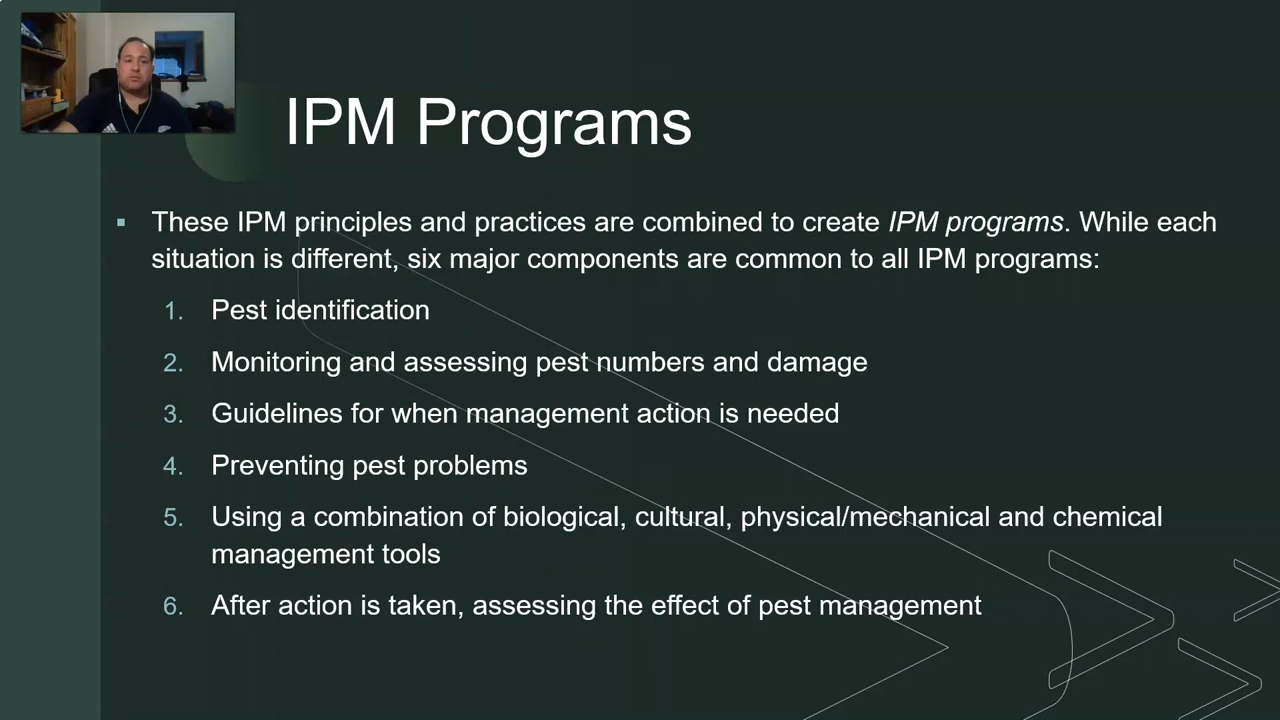 IPM Programs
▪ These IPM principles and practices are combined to create IPM programs. While each
situation is different, six major components are common to all IPM programs:
1. Pest identification
2. Monitoring and assessing pest numbers and damage
3. Guidelines for when management action is needed
4. Preventing pest problems
5. Using a combination of biological, cultural, physical/mechanical and chemical
management tools
6. After action is taken, assessing the effect of pest management